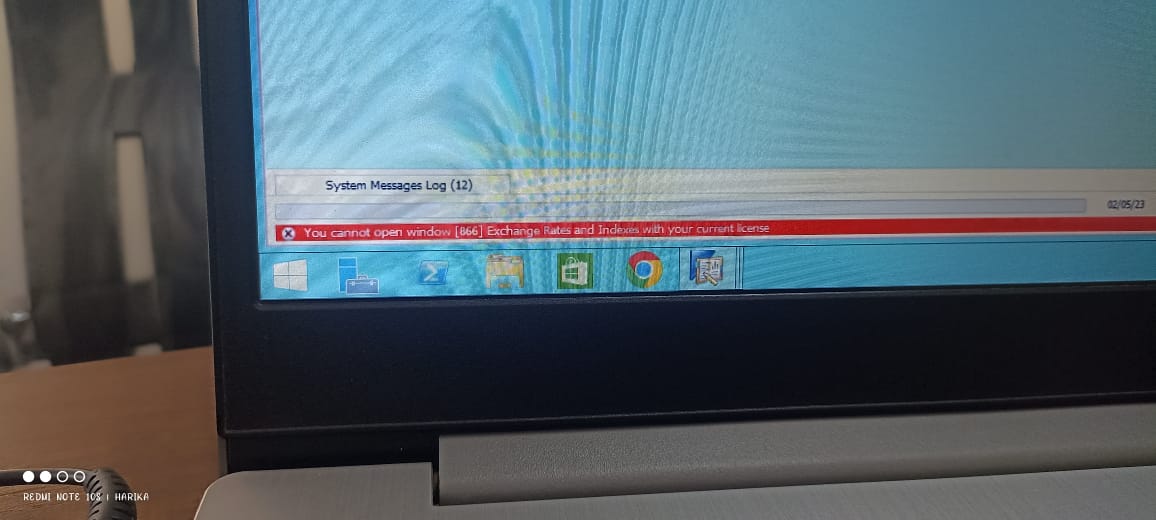 System Messages Log (12)
02/05/23
You cannot open window [866] Exchange Rates and Indexes with your current license
REDMI NOTE 10S | HARIKA